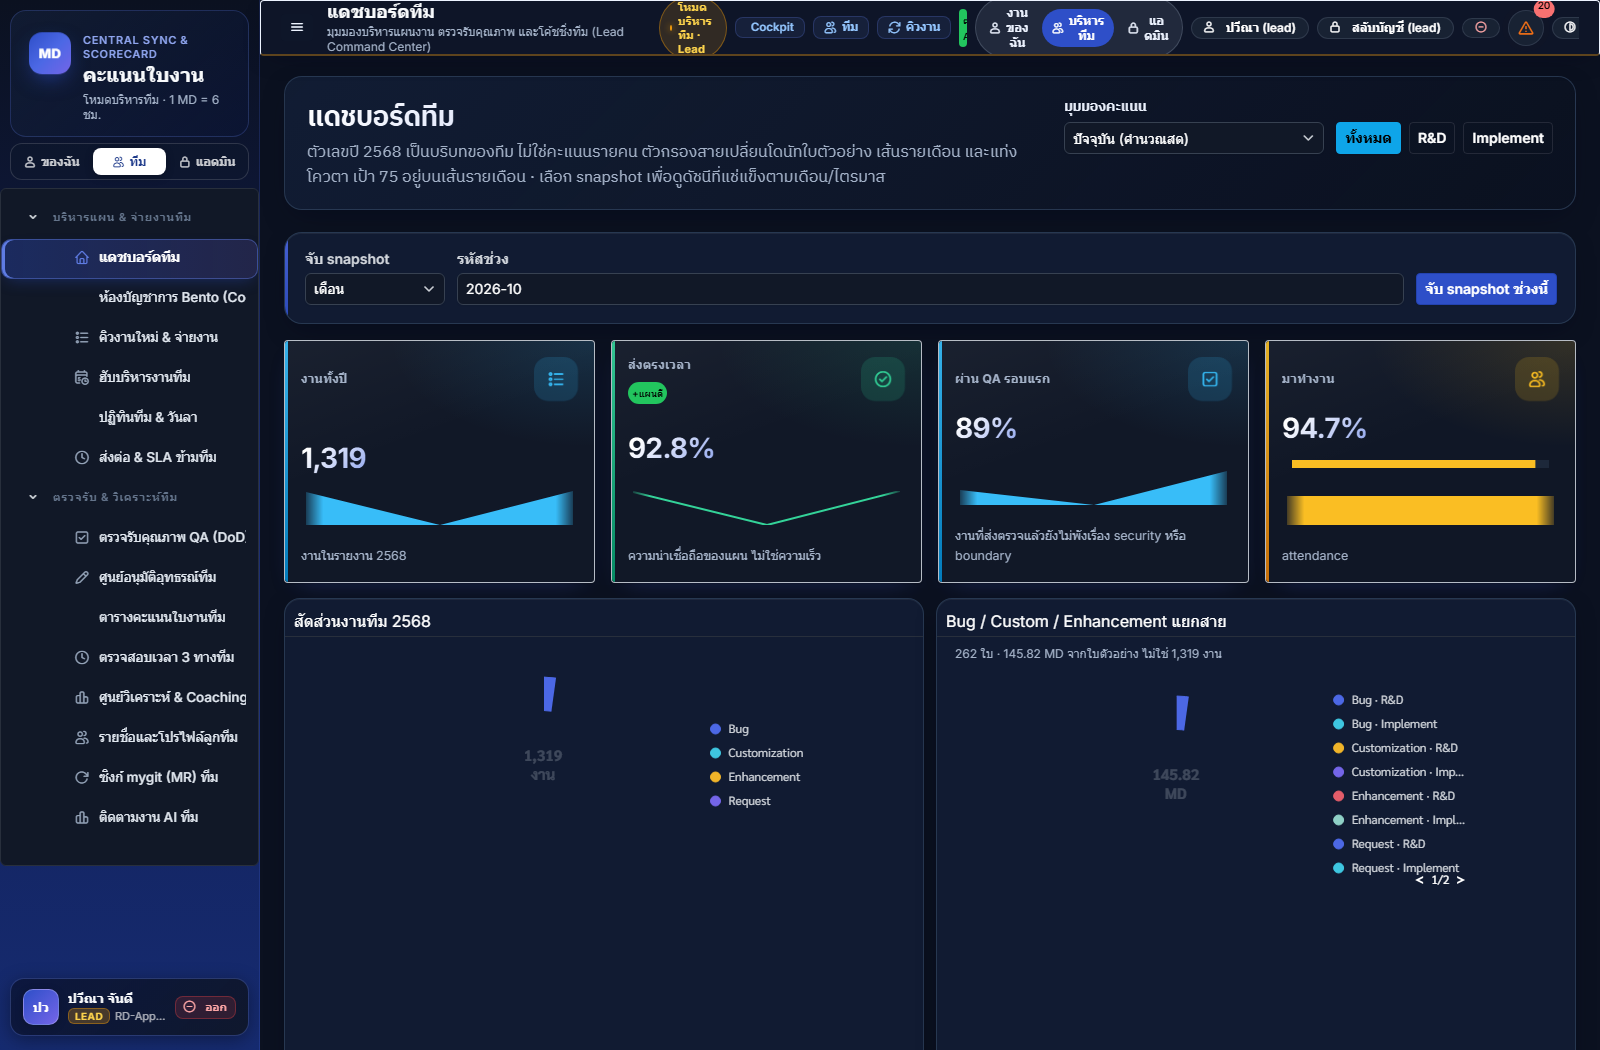 MD
CENTRAL SYNC &
SCORECARD
คะแนนใบงาน
โหมดบริหารทีม · 1 MD = 6
ชม.
ของฉัน
ทีม
แอดมิน
บริหารแผน & จ่ายงานทีม
แดชบอร์ดทีม
ห้องบัญชาการ Bento (Co
คิวงานใหม่ & จ่ายงาน
ฮับบริหารงานทีม
ปฏิทินทีม & วันลา
ส่งต่อ & SLA ข้ามทีม
ตรวจรับ & วิเคราะห์ทีม
ตรวจรับคุณภาพ QA (DoD)
ศูนย์อนุมัติอุทธรณ์ทีม
ตารางคะแนนใบงานทีม
ตรวจสอบเวลา 3 ทางทีม
ศูนย์วิเคราะห์ & Coaching
รายชื่อและโปรไฟล์ลูกทีม
ซิงก์ mygit (MR) ทีม
ติดตามงาน AI ทีม
ปว
ปวีณา จันดี
LEAD
RD-App...
ออก
แดชบอร์ดทีม
มุมมองบริหารแผนงาน ตรวจรับคุณภาพ และโค้ชชิ่งทีม (Lead
Command Center)
โหมด
บริหาร
ทีม ·
Lead
Cockpit
ทีม
คิวงาน
งาน
ของ
ฉัน
บริหาร
ทีม
แอ
ดมิน
ปวีณา (lead)
สลับบัญชี (lead)
20
แดชบอร์ดทีม
ตัวเลขปี 2568 เป็นบริบทของทีม ไม่ใช่คะแนนรายคน ตัวกรองสายเปลี่ยนโดนัทใบตัวอย่าง เส้นรายเดือน และแท่ง
โควตา เป้า 75 อยู่บนเส้นรายเดือน · เลือก snapshot เพื่อดูดัชนีที่แช่แข็งตามเดือน/ไตรมาส
มุมมองคะแนน
ปัจจุบัน (คำนวณสด)
ทั้งหมด
R&D
Implement
จับ snapshot
เดือน
รหัสช่วง
2026-10
จับ snapshot ช่วงนี้
งานทั้งปี
1,319
งานในรายงาน 2568
ส่งตรงเวลา
+แผนดี
92.8%
ความน่าเชื่อถือของแผน ไม่ใช่ความเร็ว
ผ่าน QA รอบแรก
89%
งานที่ส่งตรวจแล้วยังไม่พังเรื่อง security หรือ
boundary
มาทำงาน
94.7%
attendance
สัดส่วนงานทีม 2568
1,319
งาน
Bug
Customization
Enhancement
Request
Bug / Custom / Enhancement แยกสาย
262 ใบ · 145.82 MD จากใบตัวอย่าง ไม่ใช่ 1,319 งาน
145.82
MD
Bug · R&D
Bug · Implement
Customization · R&D
Customization · Imp...
Enhancement · R&D
Enhancement · Impl...
Request · R&D
Request · Implement
< 1/2 >